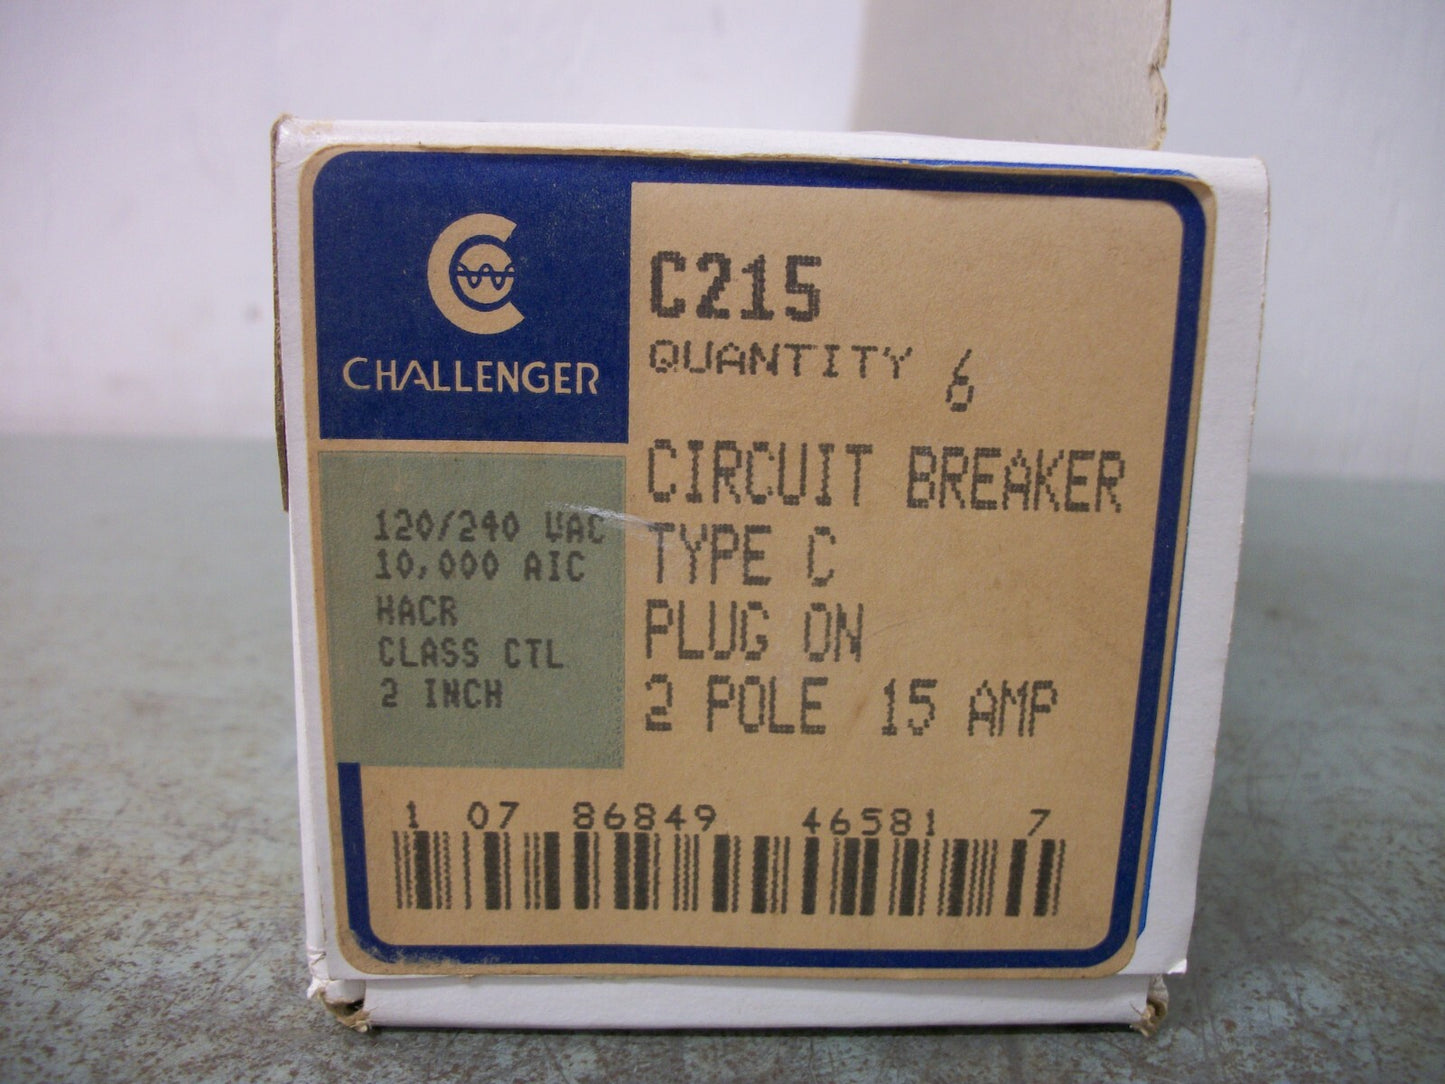 CHALLENGER
C215
QUANTITY 6
CIRCUIT BREAKER
TYPE C
PLUG ON
2 POLE 15 AMP
120/240 VAC
10,000 AIC
HACR
CLASS CTL
2 INCH
1 07 86849 46581 7